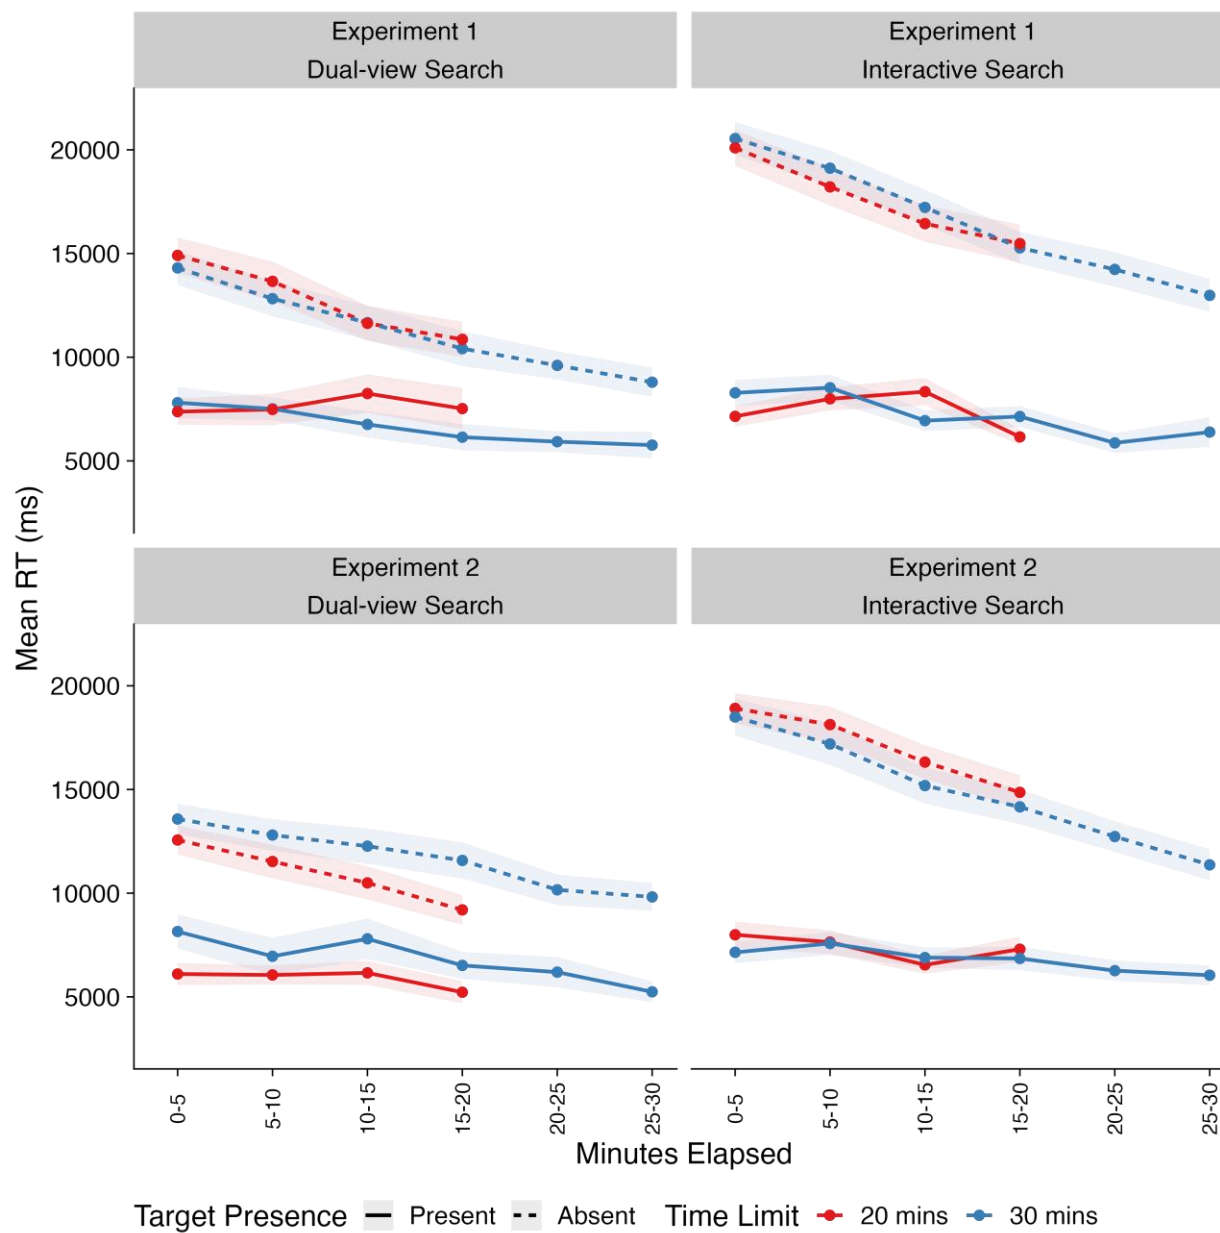 Experiment 1
Dual-view Search
Experiment 1
Interactive Search
20000
15000
10000
5000
Mean RT (ms)
Experiment 2
Dual-view Search
Experiment 2
Interactive Search
20000
15000
10000
5000
0-5 5-10 10-15 15-20 20-25 25-30
0-5 5-10 10-15 15-20 20-25 25-30
Minutes Elapsed
Target Presence Present Absent Time Limit 20 mins 30 mins